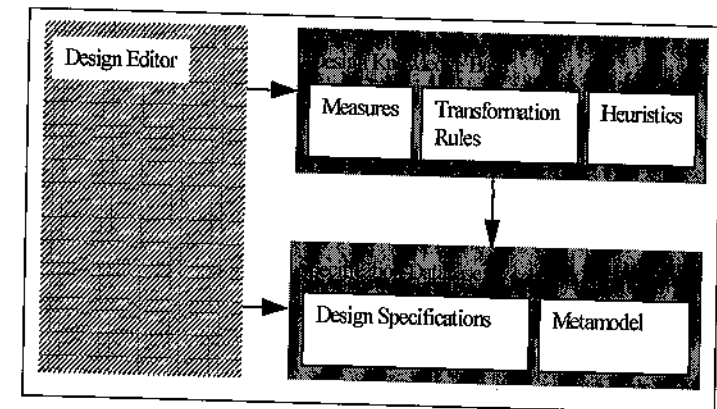 Design Editor
Measures
Transformation
Rules
Heuristics
Design Specifications
Metamodel